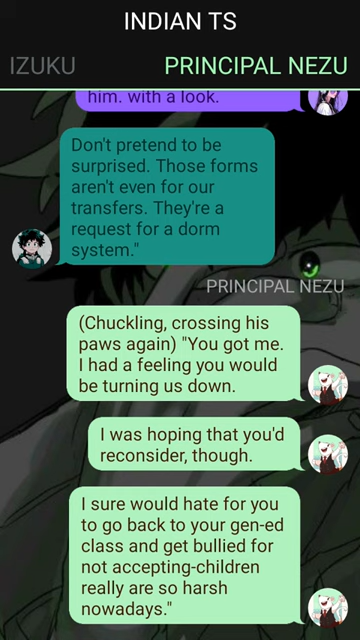 INDIAN TS
IZUKU
PRINCIPAL NEZU
him. with a look.
Don't pretend to be
surprised. Those forms
aren't even for our
transfers. They're a
request for a dorm
system."
PRINCIPAL NEZU
(Chuckling, crossing his
paws again) "You got me.
I had a feeling you would
be turning us down.
I was hoping that you'd
reconsider, though.
I sure would hate for you
to go back to your gen-ed
class and get bullied for
not accepting-children
really are so harsh
nowadays."